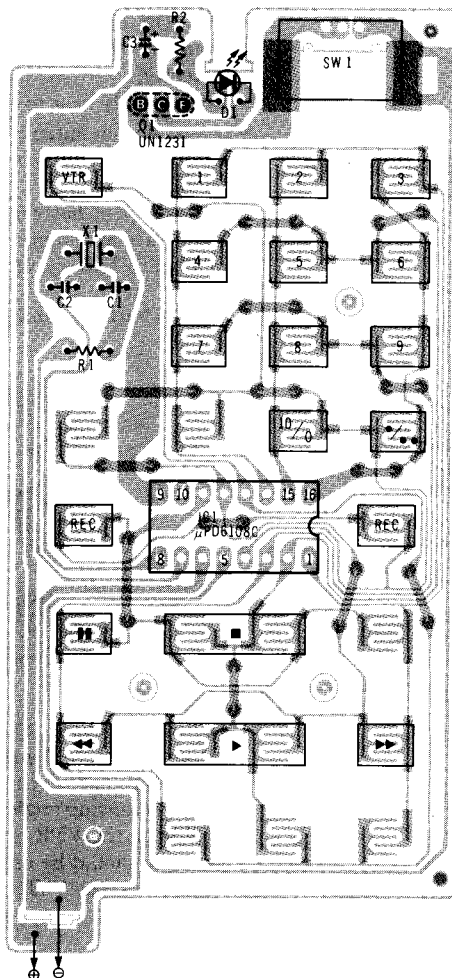 R2
C3
SW 1
D1
B C E
Q1
UN1231
VTR 1 2 3
X1
4 5 6
C2 C1
7 8 9
R1
10/0 -/--
9 10 15 16
REC IC1 REC
μPD6108C
8 5 1